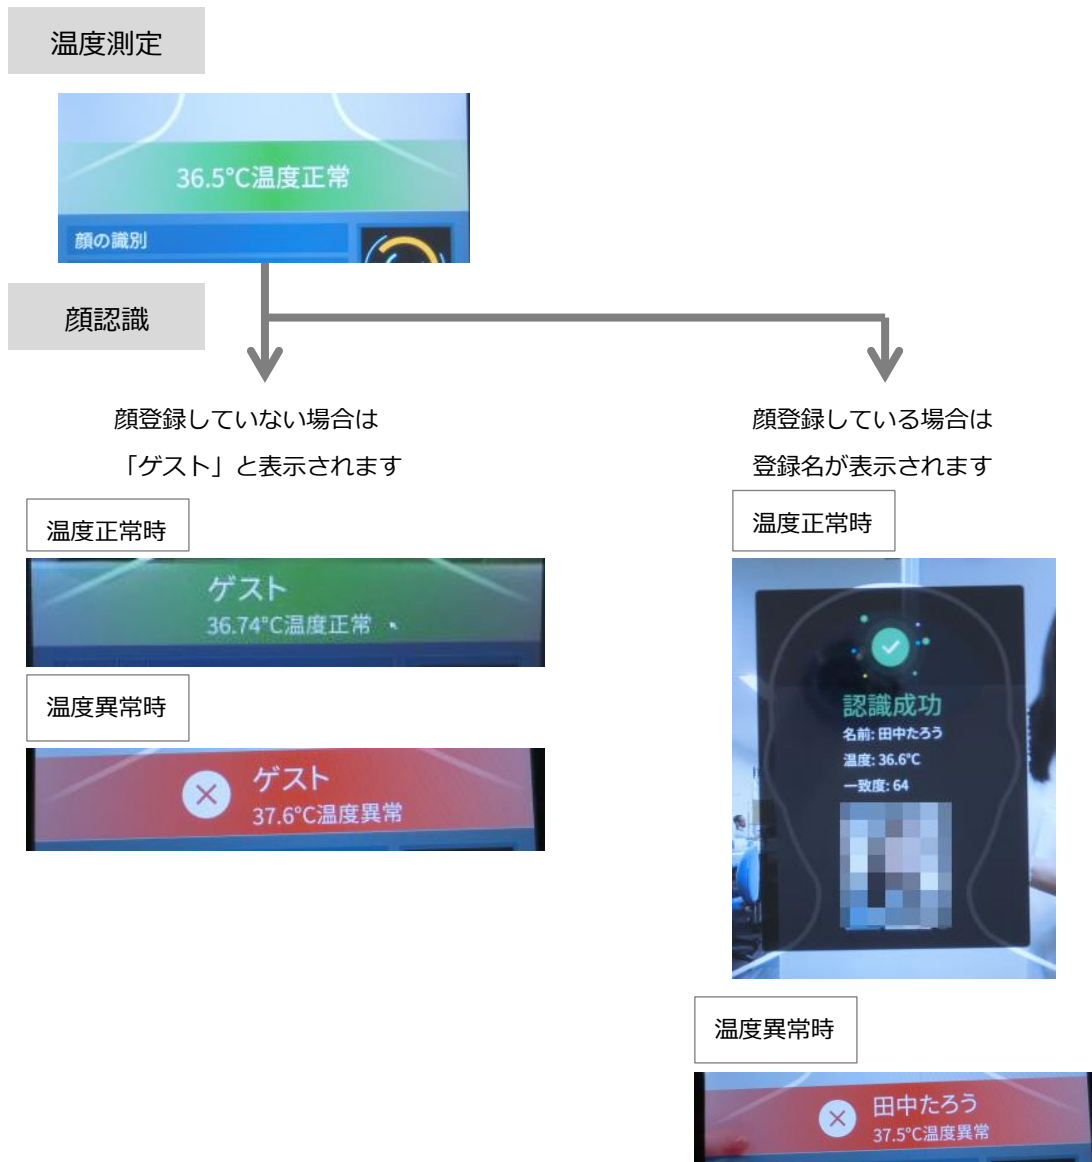 温度測定
36.5°C温度正常
顔の識別
顔認識
顔登録していない場合は
「ゲスト」と表示されます
温度正常時
ゲスト
36.74°C温度正常
温度異常時
ゲスト
37.6°C温度異常
顔登録している場合は
登録名が表示されます
温度正常時
認識成功
名前: 田中たろう
温度: 36.6°C
一致度: 64
温度異常時
田中たろう
37.5°C温度異常